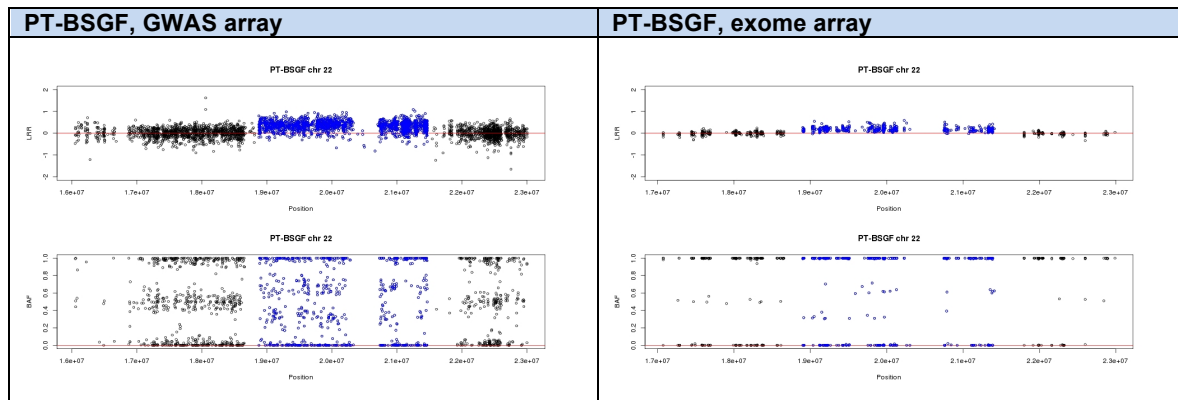 PT-BSGF, GWAS array
PT-BSGF, exome array
PT-BSGF chr 22
2
1
0
-1
-2
LRR
1.6e+07 1.7e+07 1.8e+07 1.9e+07 2.0e+07 2.1e+07 2.2e+07 2.3e+07
Position
PT-BSGF chr 22
1.0
0.8
0.6
0.4
0.2
0.0
BAF
1.6e+07 1.7e+07 1.8e+07 1.9e+07 2.0e+07 2.1e+07 2.2e+07 2.3e+07
Position
PT-BSGF chr 22
2
1
0
-1
-2
LRR
1.7e+07 1.8e+07 1.9e+07 2.0e+07 2.1e+07 2.2e+07 2.3e+07
Position
PT-BSGF chr 22
1.0
0.8
0.6
0.4
0.2
0.0
BAF
1.7e+07 1.8e+07 1.9e+07 2.0e+07 2.1e+07 2.2e+07 2.3e+07
Position